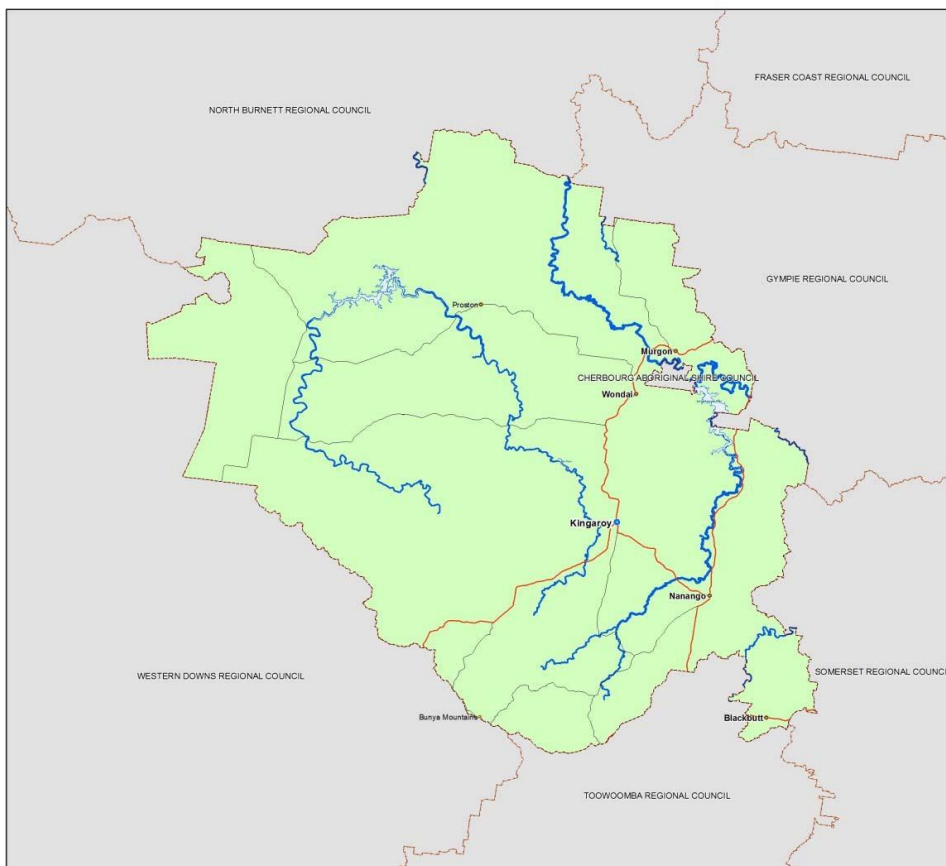 FRASER COAST REGIONAL COUNCIL
NORTH BURNETT REGIONAL COUNCIL
GYMPIE REGIONAL COUNCIL
Proston
Murgon
CHERBOURG ABORIGINAL SHIRE COUNCIL
Wondai
Kingaroy
Nanango
SOMERSET REGIONAL COUNCIL
WESTERN DOWNS REGIONAL COUNCIL
Bunya Mountains
Blackbutt
TOOWOOMBA REGIONAL COUNCIL